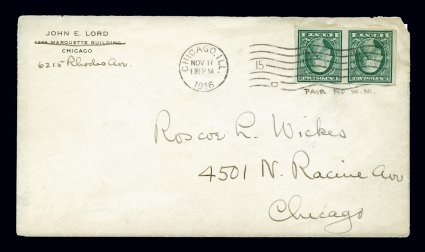 JOHN E. LORD
MARQUETTE BUILDING
CHICAGO
6215 Rhodes Ave.
CHICAGO, ILL.
NOV 17
1916
15
C
PAIR NO W.M.
Roscoe L. Wickes
4501 N. Racine Ave
Chicago